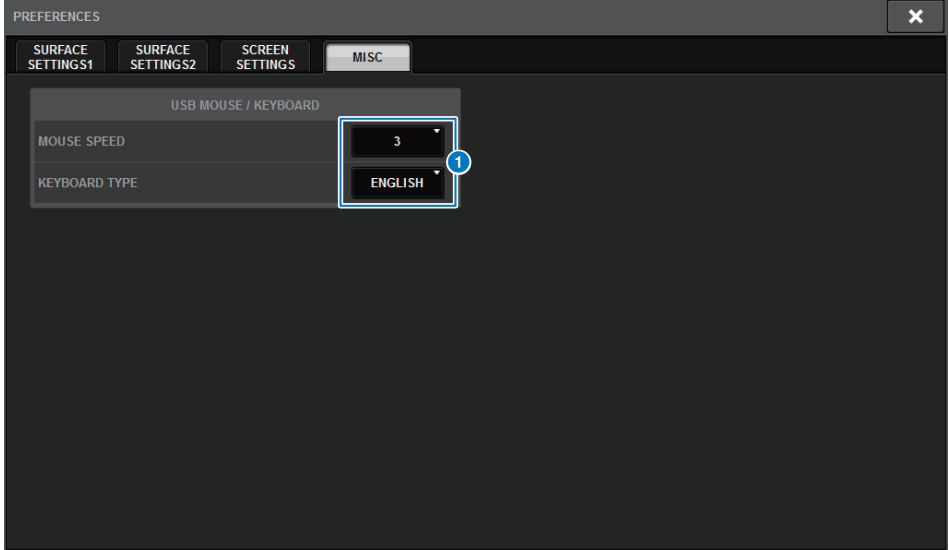 PREFERENCES
SURFACE
SETTINGS1
SURFACE
SETTINGS2
SCREEN
SETTINGS
MISC
USB MOUSE / KEYBOARD
MOUSE SPEED
3
1
KEYBOARD TYPE
ENGLISH